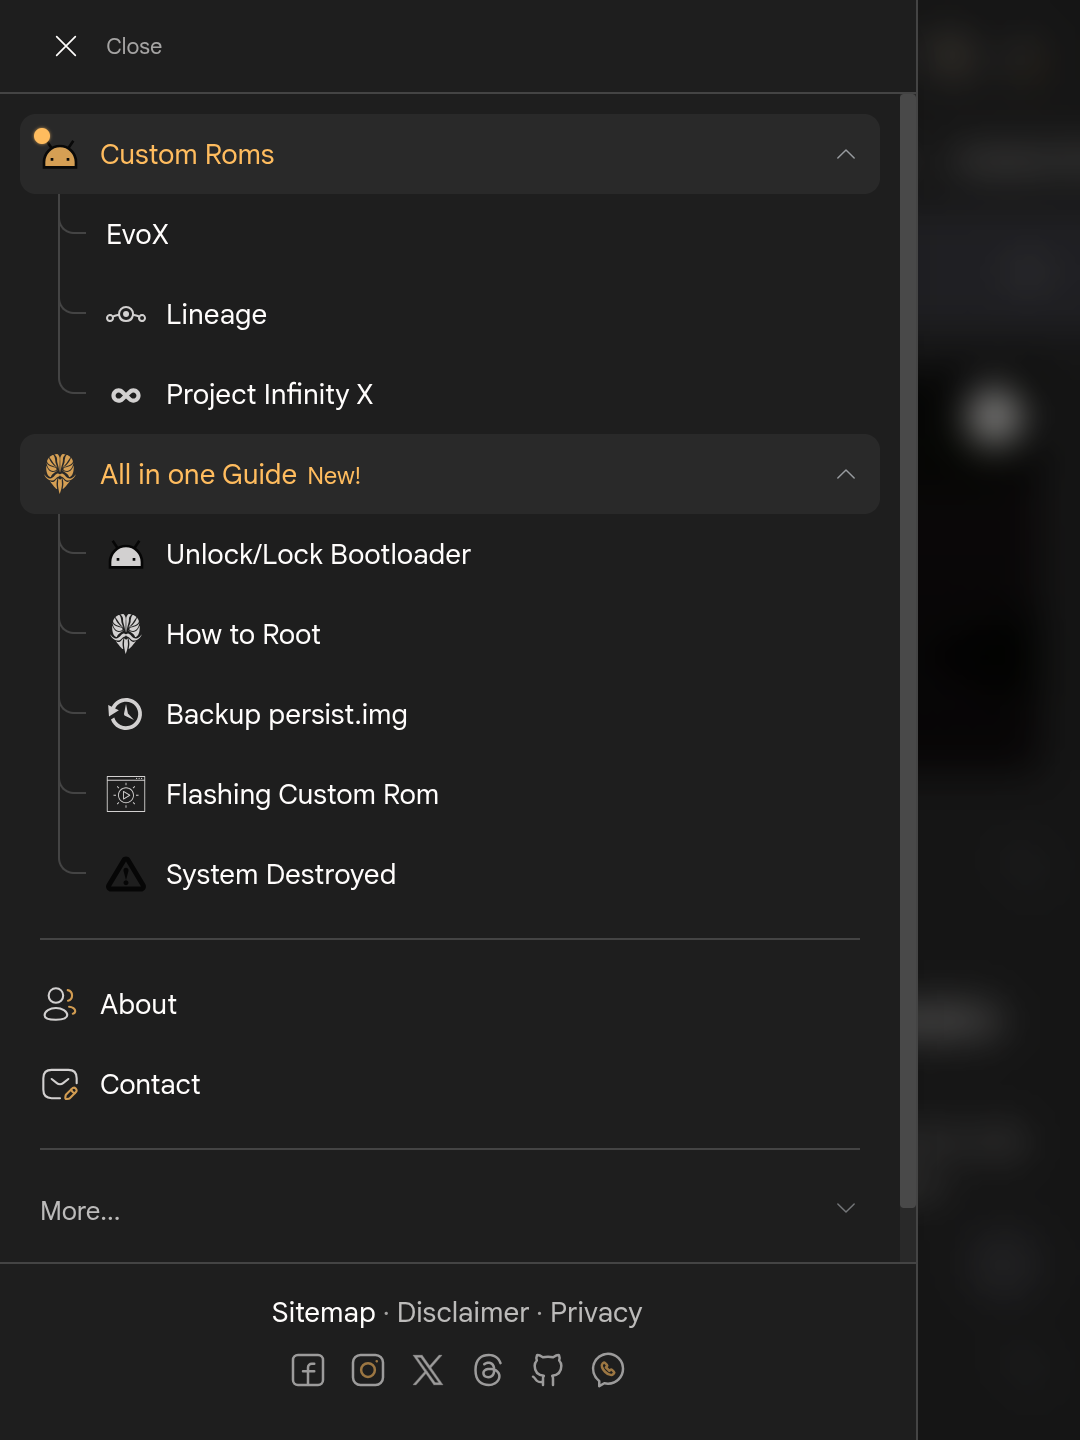 Close
Custom Roms
EvoX
Lineage
Project Infinity X
All in one Guide New!
Unlock/Lock Bootloader
How to Root
Backup persist.img
Flashing Custom Rom
System Destroyed
About
Contact
More...
Sitemap · Disclaimer · Privacy